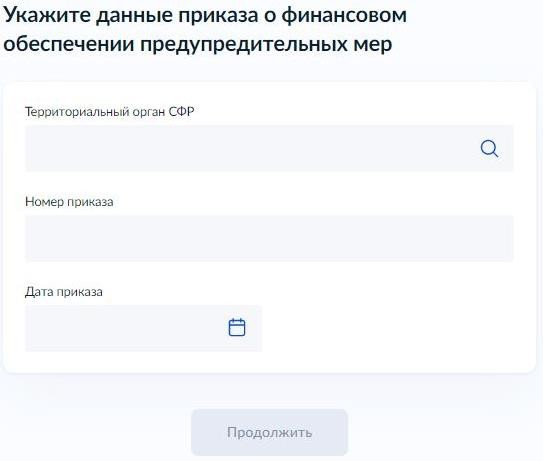 Укажите данные приказа о финансовом
обеспечении предупредительных мер
Территориальный орган СФР
Номер приказа
Дата приказа
Продолжить